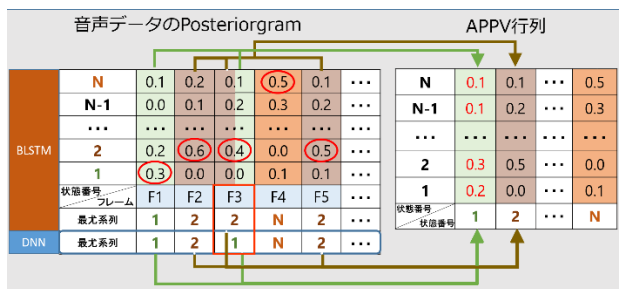 音声データのPosteriorgram
APPV行列
BLSTM
N 0.1 0.2 0.1 0.5 0.1 ...
N-1 0.0 0.1 0.2 0.3 0.2 ...
... ... ... ... ... ... ...
2 0.2 0.6 0.4 0.0 0.5 ...
1 0.3 0.0 0.0 0.1 0.1 ...
状態番号 フレーム F1 F2 F3 F4 F5 ...
最尤系列 1 2 2 N 2 ...
DNN 最尤系列 1 2 1 N 2 ...
N 0.1 0.1 ... 0.5
N-1 0.1 0.2 ... 0.3
... ... ... ... ...
2 0.3 0.5 ... 0.0
1 0.2 0.0 ... 0.1
状態番号 状態番号 1 2 ... N